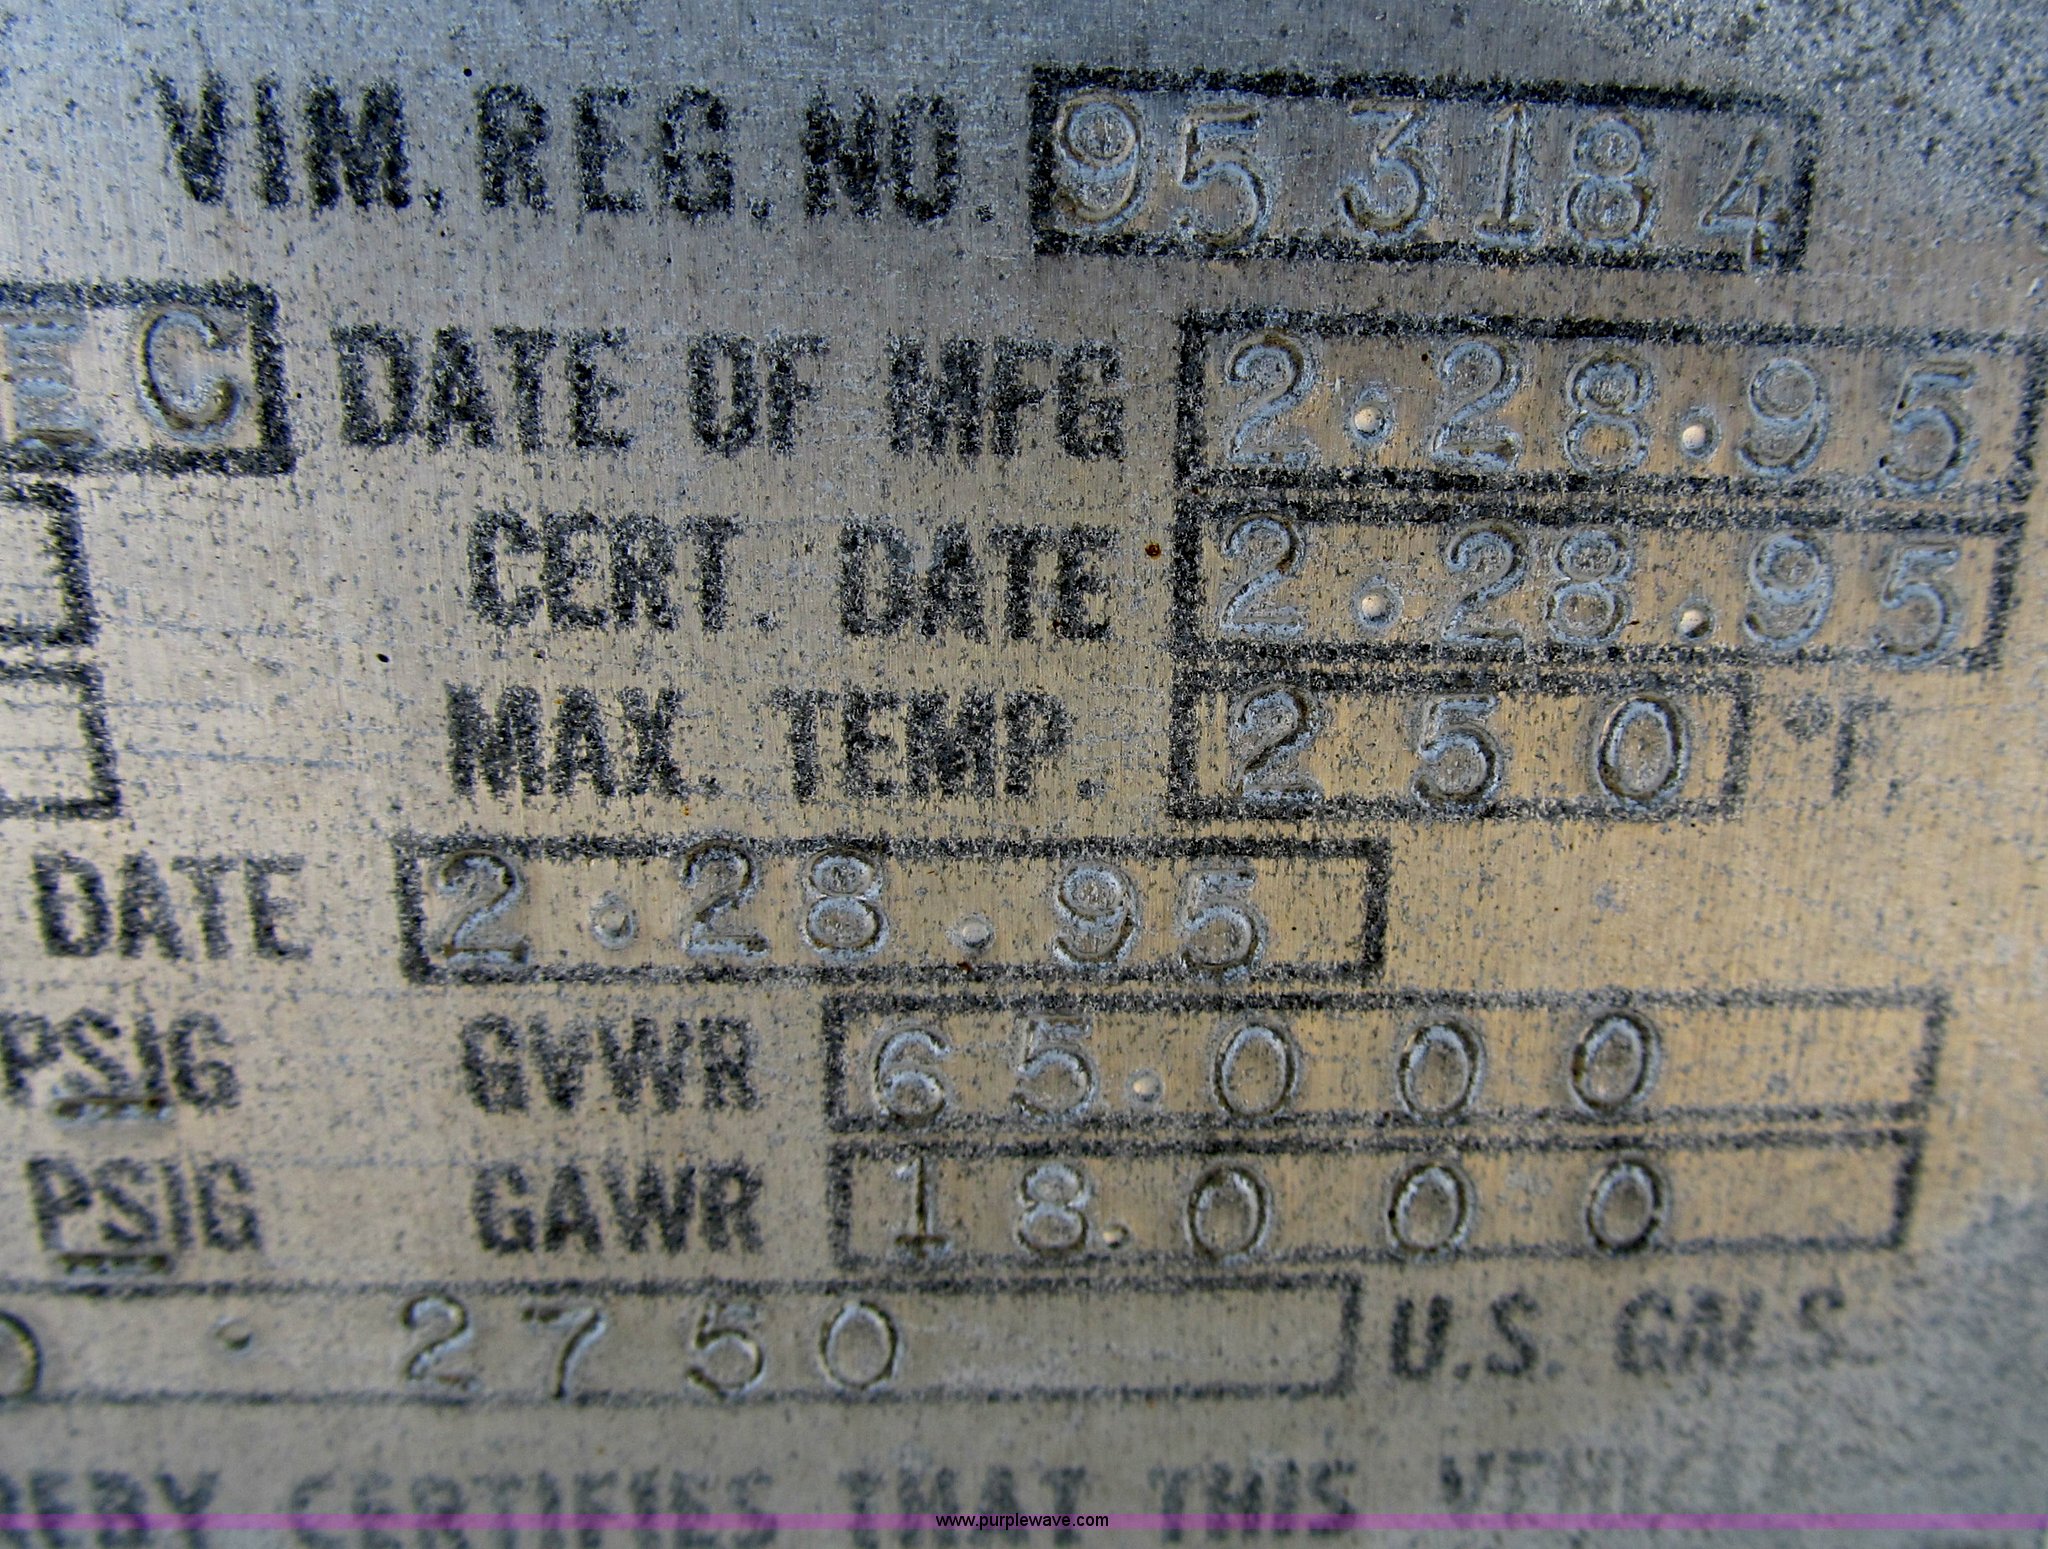 VIM. REG. NO. 953184
C DATE OF MFG 2.28.95
CERT. DATE 2.28.95
MAX. TEMP. 250 °F
DATE 2.28.95
PSIG GVWR 65.000
PSIG GAWR 18.000
. 2750 U.S. GALS.
CERTIFIES THAT THIS
www.purplewave.com